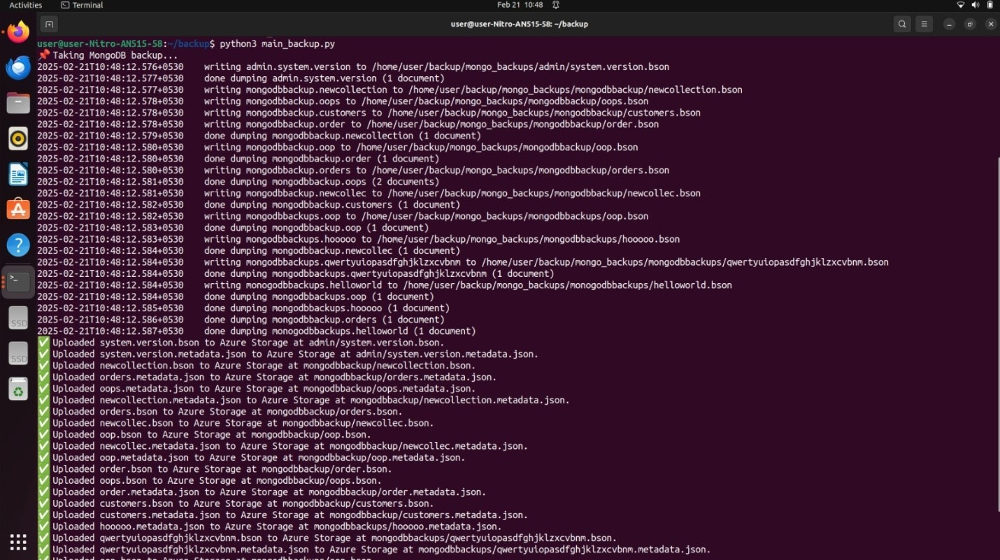 Activities
Terminal
Feb 21 10:48
user@user-Nitro-AN515-58: ~/backup
user@user-Nitro-AN515-58:~/backup$ python3 main_backup.py
📌 Taking MongoDB backup...
2025-02-21T10:48:12.576+0530    writing admin.system.version to /home/user/backup/mongo_backups/admin/system.version.bson
2025-02-21T10:48:12.577+0530    done dumping admin.system.version (1 document)
2025-02-21T10:48:12.577+0530    writing mongodbbackup.newcollection to /home/user/backup/mongo_backups/mongodbbackup/newcollection.bson
2025-02-21T10:48:12.578+0530    writing mongodbbackup.oops to /home/user/backup/mongo_backups/mongodbbackup/oops.bson
2025-02-21T10:48:12.578+0530    writing mongodbbackup.customers to /home/user/backup/mongo_backups/mongodbbackup/customers.bson
2025-02-21T10:48:12.578+0530    writing mongodbbackup.order to /home/user/backup/mongo_backups/mongodbbackup/order.bson
2025-02-21T10:48:12.579+0530    done dumping mongodbbackup.newcollection (1 document)
2025-02-21T10:48:12.580+0530    writing mongodbbackup.oop to /home/user/backup/mongo_backups/mongodbbackup/oop.bson
2025-02-21T10:48:12.580+0530    done dumping mongodbbackup.order (1 document)
2025-02-21T10:48:12.580+0530    writing mongodbbackup.orders to /home/user/backup/mongo_backups/mongodbbackup/orders.bson
2025-02-21T10:48:12.581+0530    done dumping mongodbbackup.oops (2 documents)
2025-02-21T10:48:12.581+0530    writing mongodbbackup.newcollec to /home/user/backup/mongo_backups/mongodbbackup/newcollec.bson
2025-02-21T10:48:12.582+0530    done dumping mongodbbackup.customers (1 document)
2025-02-21T10:48:12.582+0530    writing mongodbbackups.oop to /home/user/backup/mongo_backups/mongodbbackups/oop.bson
2025-02-21T10:48:12.583+0530    done dumping mongodbbackup.oop (1 document)
2025-02-21T10:48:12.583+0530    writing mongodbbackups.hooooo to /home/user/backup/mongo_backups/mongodbbackups/hooooo.bson
2025-02-21T10:48:12.584+0530    done dumping mongodbbackup.newcollec (1 document)
2025-02-21T10:48:12.584+0530    writing mongodbbackups.qwertyuiopasdfghjklzxcvbnm to /home/user/backup/mongo_backups/mongodbbackups/qwertyuiopasdfghjklzxcvbnm.bson
2025-02-21T10:48:12.584+0530    done dumping mongodbbackups.qwertyuiopasdfghjklzxcvbnm (1 document)
2025-02-21T10:48:12.584+0530    writing monogodbbackups.helloworld to /home/user/backup/mongo_backups/monogodbbackups/helloworld.bson
2025-02-21T10:48:12.584+0530    done dumping mongodbbackups.oop (1 document)
2025-02-21T10:48:12.585+0530    done dumping mongodbbackups.hooooo (1 document)
2025-02-21T10:48:12.586+0530    done dumping mongodbbackup.orders (1 document)
2025-02-21T10:48:12.587+0530    done dumping monogodbbackups.helloworld (1 document)
✅ Uploaded system.version.bson to Azure Storage at admin/system.version.bson.
✅ Uploaded system.version.metadata.json to Azure Storage at admin/system.version.metadata.json.
✅ Uploaded newcollection.bson to Azure Storage at mongodbbackup/newcollection.bson.
✅ Uploaded orders.metadata.json to Azure Storage at mongodbbackup/orders.metadata.json.
✅ Uploaded oops.metadata.json to Azure Storage at mongodbbackup/oops.metadata.json.
✅ Uploaded newcollection.metadata.json to Azure Storage at mongodbbackup/newcollection.metadata.json.
✅ Uploaded orders.bson to Azure Storage at mongodbbackup/orders.bson.
✅ Uploaded newcollec.bson to Azure Storage at mongodbbackup/newcollec.bson.
✅ Uploaded oop.bson to Azure Storage at mongodbbackup/oop.bson.
✅ Uploaded newcollec.metadata.json to Azure Storage at mongodbbackup/newcollec.metadata.json.
✅ Uploaded oop.metadata.json to Azure Storage at mongodbbackup/oop.metadata.json.
✅ Uploaded order.bson to Azure Storage at mongodbbackup/order.bson.
✅ Uploaded oops.bson to Azure Storage at mongodbbackup/oops.bson.
✅ Uploaded order.metadata.json to Azure Storage at mongodbbackup/order.metadata.json.
✅ Uploaded customers.bson to Azure Storage at mongodbbackup/customers.bson.
✅ Uploaded customers.metadata.json to Azure Storage at mongodbbackup/customers.metadata.json.
✅ Uploaded hooooo.metadata.json to Azure Storage at mongodbbackups/hooooo.metadata.json.
✅ Uploaded qwertyuiopasdfghjklzxcvbnm.bson to Azure Storage at mongodbbackups/qwertyuiopasdfghjklzxcvbnm.bson.
✅ Uploaded qwertyuiopasdfghjklzxcvbnm.metadata.json to Azure Storage at mongodbbackups/qwertyuiopasdfghjklzxcvbnm.metadata.json.
SSD
SSD